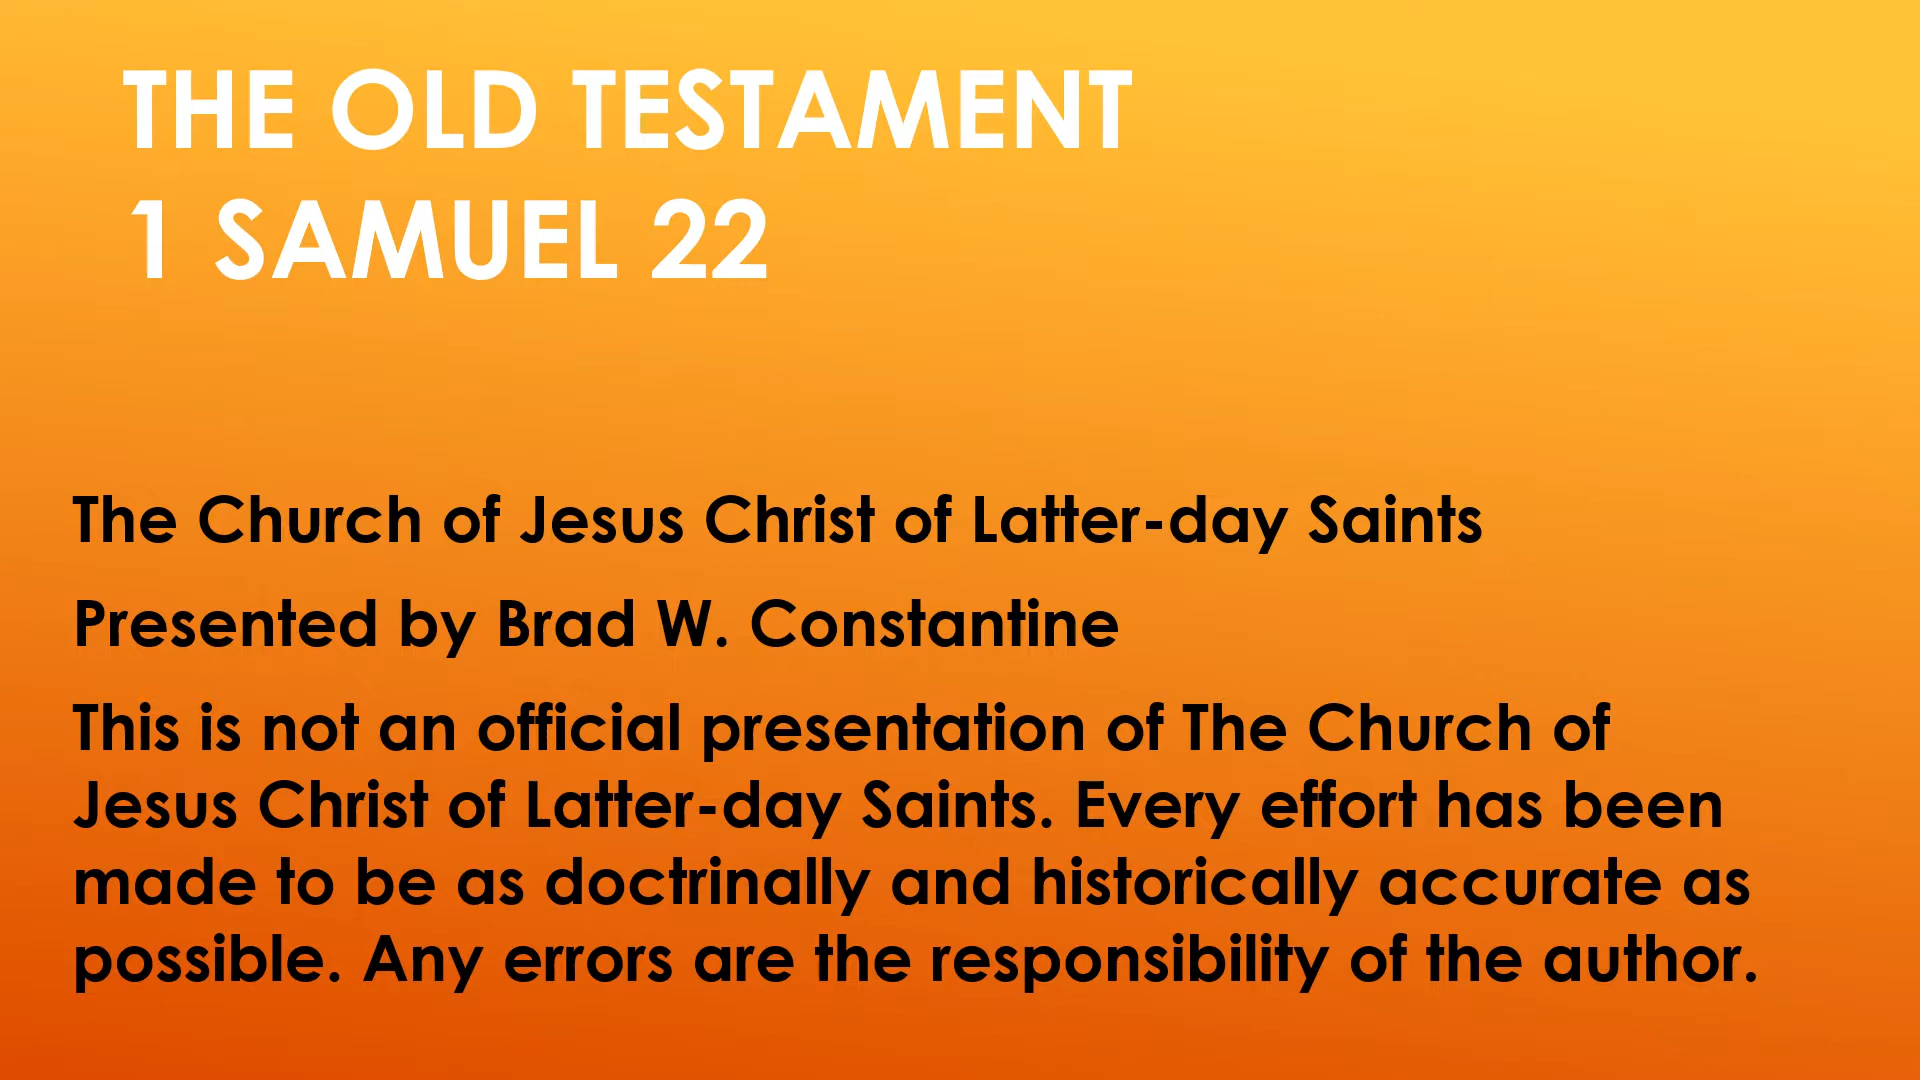 THE OLD TESTAMENT
1 SAMUEL 22
The Church of Jesus Christ of Latter-day Saints
Presented by Brad W. Constantine
This is not an official presentation of The Church of
Jesus Christ of Latter-day Saints. Every effort has been
made to be as doctrinally and historically accurate as
possible. Any errors are the responsibility of the author.